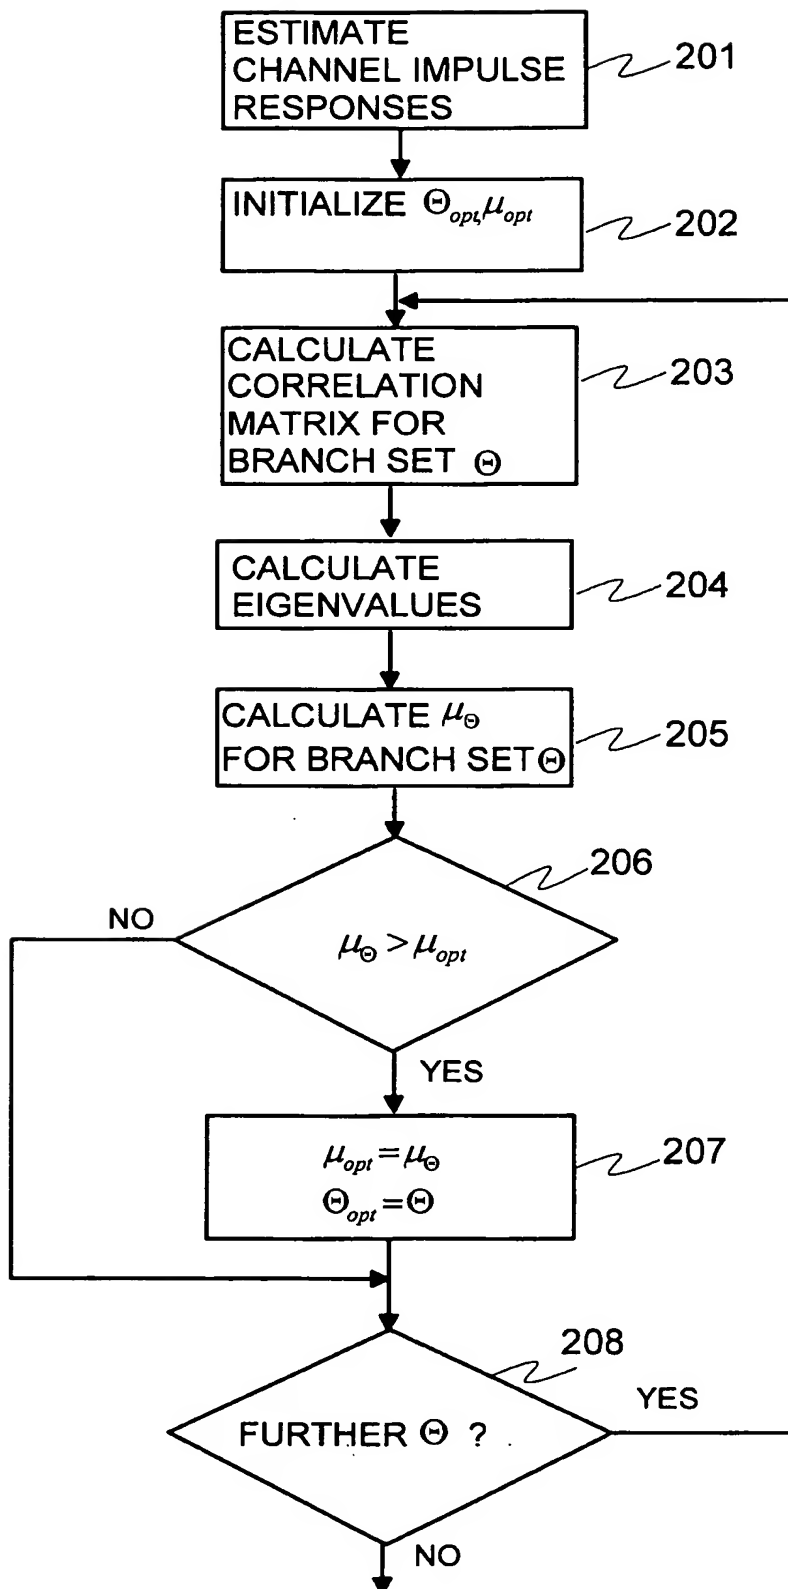 ESTIMATE
CHANNEL IMPULSE
RESPONSES
201
INITIALIZE Θopt, μopt
202
CALCULATE
CORRELATION
MATRIX FOR
BRANCH SET Θ
203
CALCULATE
EIGENVALUES
204
CALCULATE μΘ
FOR BRANCH SET Θ
205
206
NO
μΘ > μopt
YES
μopt = μΘ
Θopt = Θ
207
208
YES
FURTHER Θ ?
NO